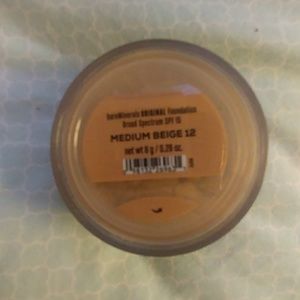 bareMinerals ORIGINAL Foundation
Broad Spectrum SPF 15
MEDIUM BEIGE 12
net wt 8 g / 0.28 oz.